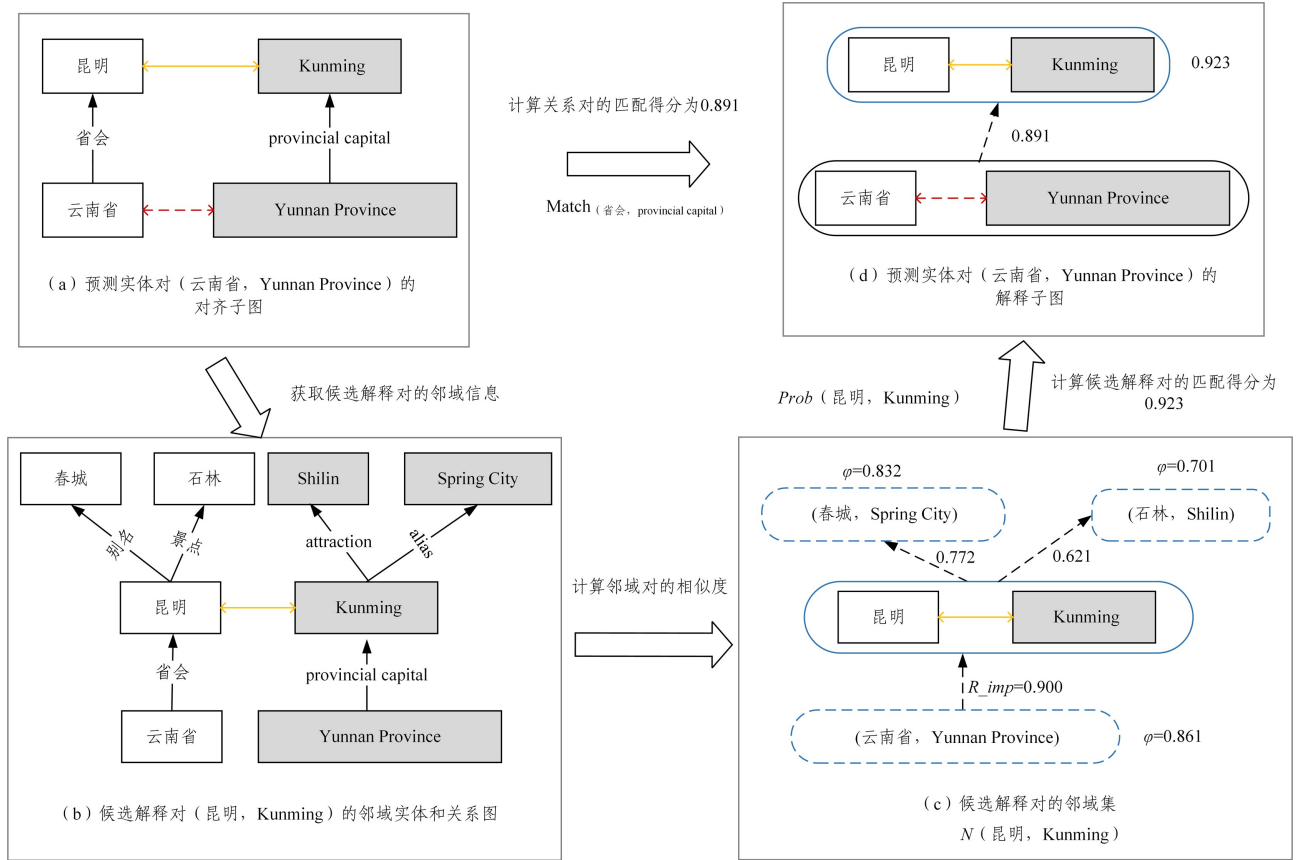 昆明
Kunming
省会
provincial capital
云南省
Yunnan Province
（a）预测实体对（云南省，Yunnan Province）的
对齐子图
计算关系对的匹配得分为0.891
Match（省会，provincial capital）
昆明
Kunming
0.923
0.891
云南省
Yunnan Province
（d）预测实体对（云南省，Yunnan Province）的
解释子图
获取候选解释对的邻域信息
Prob（昆明，Kunming）
计算候选解释对的匹配得分为
0.923
春城
石林
Shilin
Spring City
别名
景点
attraction
alias
昆明
Kunming
省会
provincial capital
云南省
Yunnan Province
（b）候选解释对（昆明，Kunming）的邻域实体和关系图
计算邻域对的相似度
φ=0.832
φ=0.701
(春城，Spring City)
(石林，Shilin)
0.772
0.621
昆明
Kunming
R_imp=0.900
(云南省，Yunnan Province)
φ=0.861
（c）候选解释对的邻域集
N（昆明，Kunming）